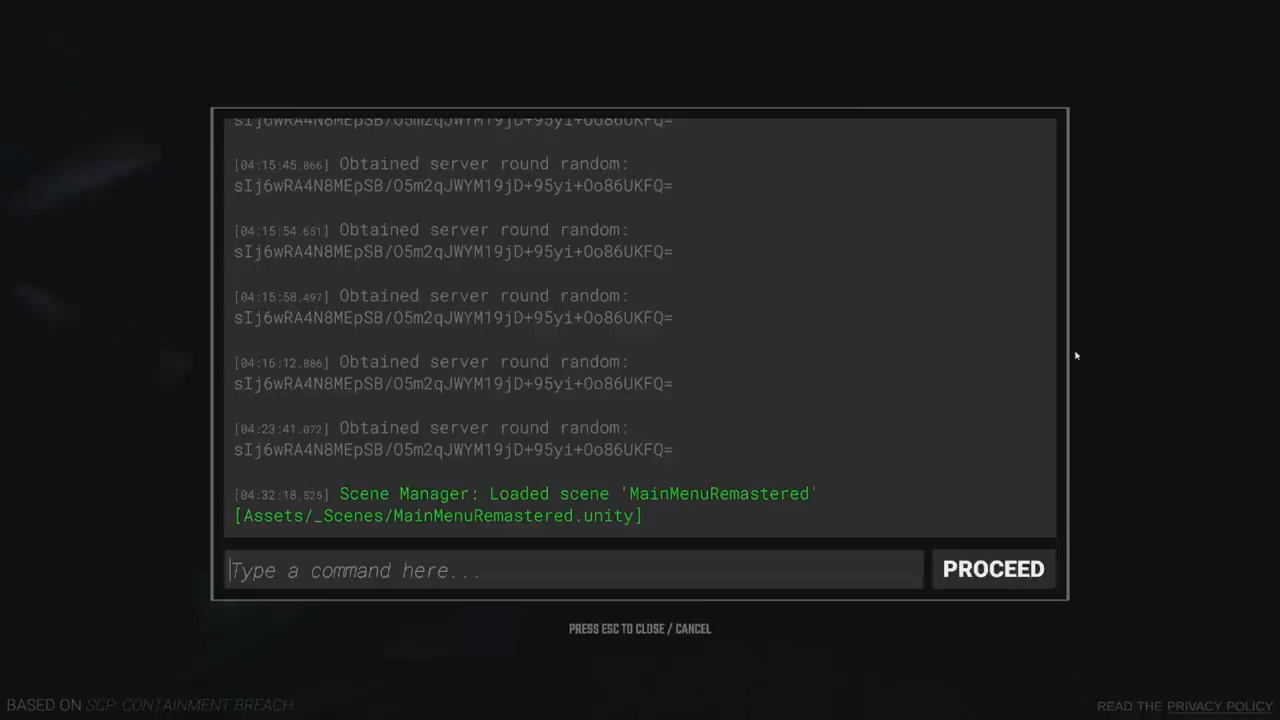 sIj6wRA4N8MEpSB/O5m2qJWYM19jD+95yi+Oo86UKFQ=
[04:15:45.866] Obtained server round random:
sIj6wRA4N8MEpSB/O5m2qJWYM19jD+95yi+Oo86UKFQ=
[04:15:54.651] Obtained server round random:
sIj6wRA4N8MEpSB/O5m2qJWYM19jD+95yi+Oo86UKFQ=
[04:15:58.497] Obtained server round random:
sIj6wRA4N8MEpSB/O5m2qJWYM19jD+95yi+Oo86UKFQ=
[04:16:12.886] Obtained server round random:
sIj6wRA4N8MEpSB/O5m2qJWYM19jD+95yi+Oo86UKFQ=
[04:23:41.072] Obtained server round random:
sIj6wRA4N8MEpSB/O5m2qJWYM19jD+95yi+Oo86UKFQ=
[04:32:18.525] Scene Manager: Loaded scene 'MainMenuRemastered'
[Assets/_Scenes/MainMenuRemastered.unity]
Type a command here...
PROCEED
PRESS ESC TO CLOSE / CANCEL
BASED ON SCP: CONTAINMENT BREACH
READ THE PRIVACY POLICY